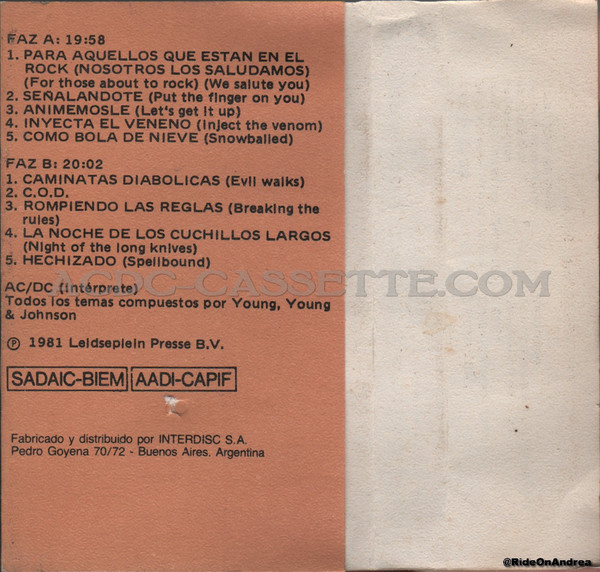 FAZ A: 19:58
1. PARA AQUELLOS QUE ESTAN EN EL
ROCK (NOSOTROS LOS SALUDAMOS)
(For those about to rock) (We salute you)
2. SEÑALANDOTE (Put the finger on you)
3. ANIMEMOSLE (Let's get it up)
4. INYECTA EL VENENO (Inject the venom)
5. COMO BOLA DE NIEVE (Snowballed)
FAZ B: 20:02
1. CAMINATAS DIABOLICAS (Evil walks)
2. C.O.D.
3. ROMPIENDO LAS REGLAS (Breaking the
rules)
4. LA NOCHE DE LOS CUCHILLOS LARGOS
(Night of the long knives)
5. HECHIZADO (Spellbound)
ACDC-CASSETTE.COM
AC/DC (Intérprete)
Todos los temas compuestos por Young, Young
& Johnson
Ⓟ 1981 Leidseplein Presse B.V.
SADAIC-BIEM AADI-CAPIF
Fabricado y distribuido por INTERDISC S.A.
Pedro Goyena 70/72 - Buenos Aires. Argentina
@RideOnAndrea